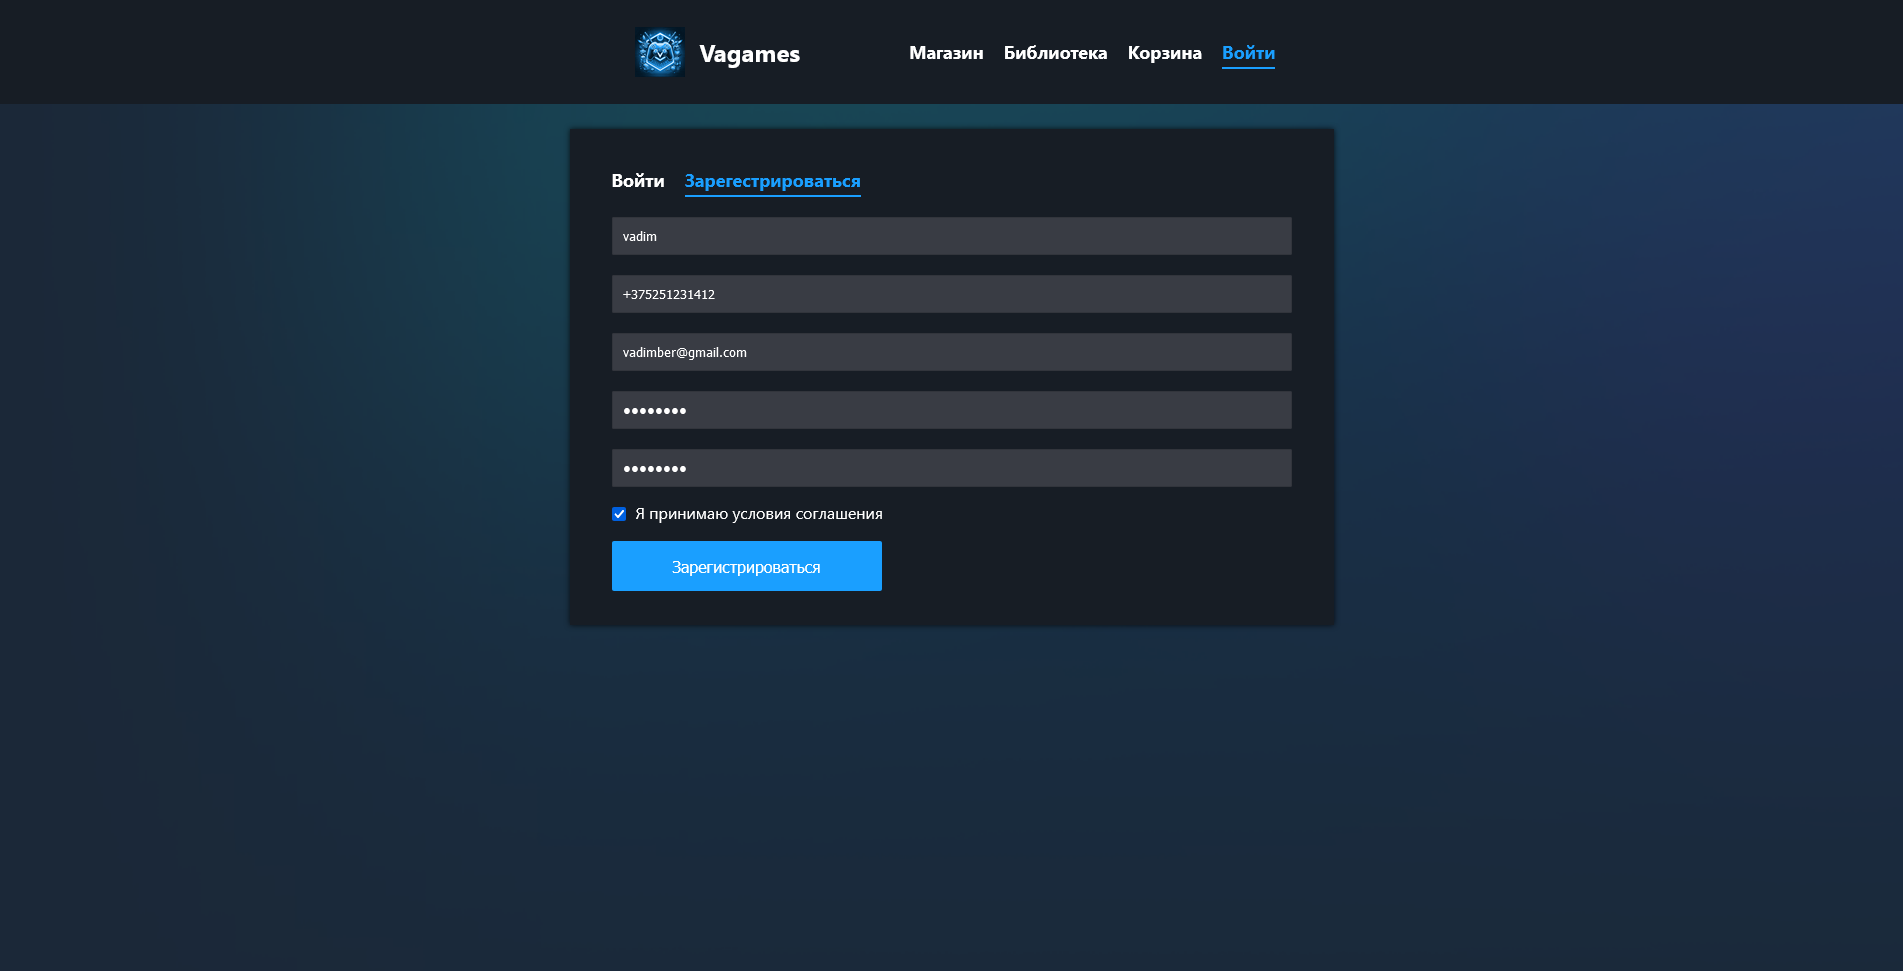 Vagames
Магазин Библиотека Корзина Войти
Войти Зарегестрироваться
vadim
+375251231412
vadimber@gmail.com
••••••••
••••••••
Я принимаю условия соглашения
Зарегистрироваться